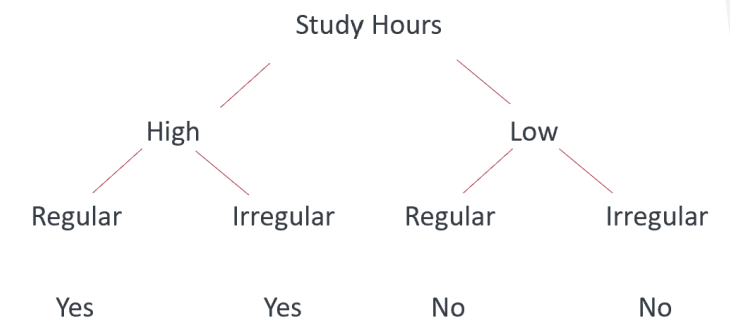 Study Hours
High Low
Regular Irregular Regular Irregular
Yes Yes No No